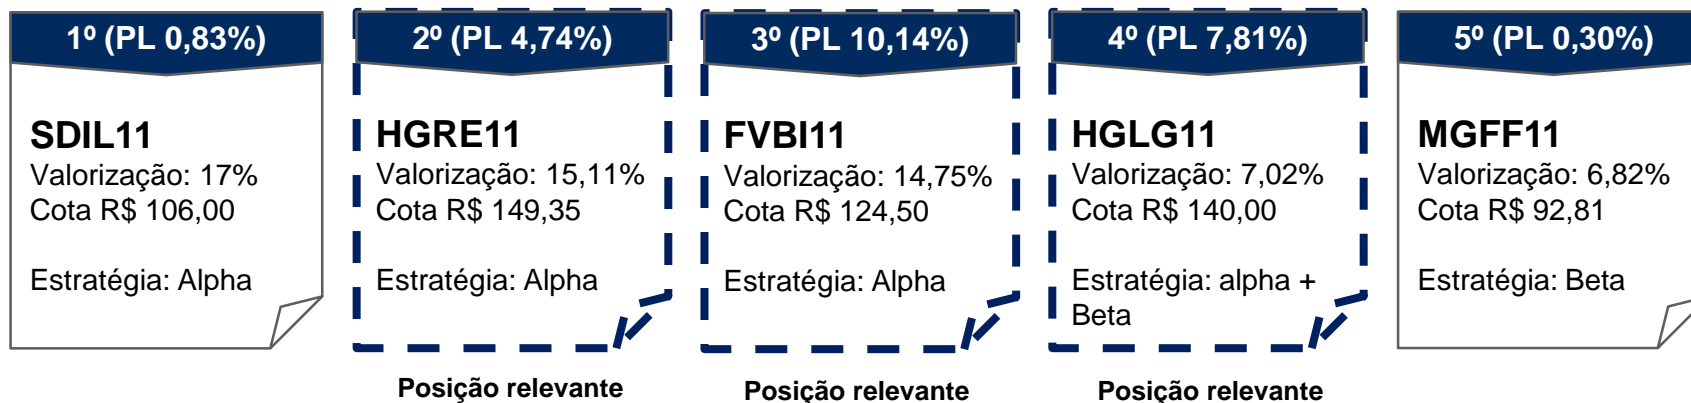 1º (PL 0,83%)
SDIL11
Valorização: 17%
Cota R$ 106,00
Estratégia: Alpha
2º (PL 4,74%)
HGRE11
Valorização: 15,11%
Cota R$ 149,35
Estratégia: Alpha
Posição relevante
3º (PL 10,14%)
FVBI11
Valorização: 14,75%
Cota R$ 124,50
Estratégia: Alpha
Posição relevante
4º (PL 7,81%)
HGLG11
Valorização: 7,02%
Cota R$ 140,00
Estratégia: alpha +
Beta
Posição relevante
5º (PL 0,30%)
MGFF11
Valorização: 6,82%
Cota R$ 92,81
Estratégia: Beta